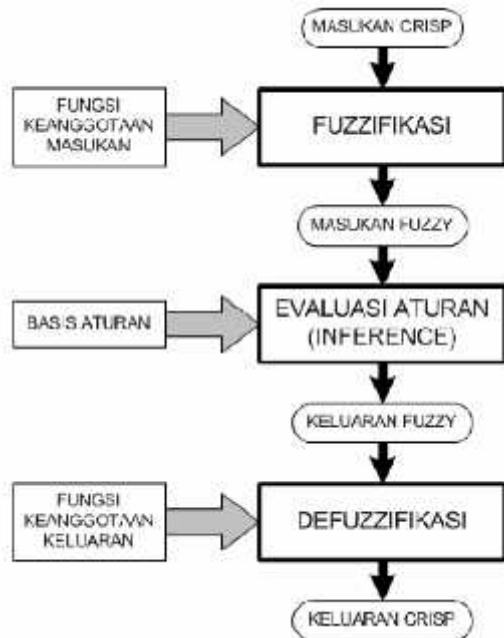 MASUKAN CRISP
FUNGSI
KEANGGOTAAN
MASUKAN
FUZZIFIKASI
MASUKAN FUZZY
BASIS ATURAN
EVALUASI ATURAN
(INFERENCE)
KELUARAN FUZZY
FUNGSI
KEANGGOTAAN
KELUARAN
DEFUZZIFIKASI
KELUARAN CRISP